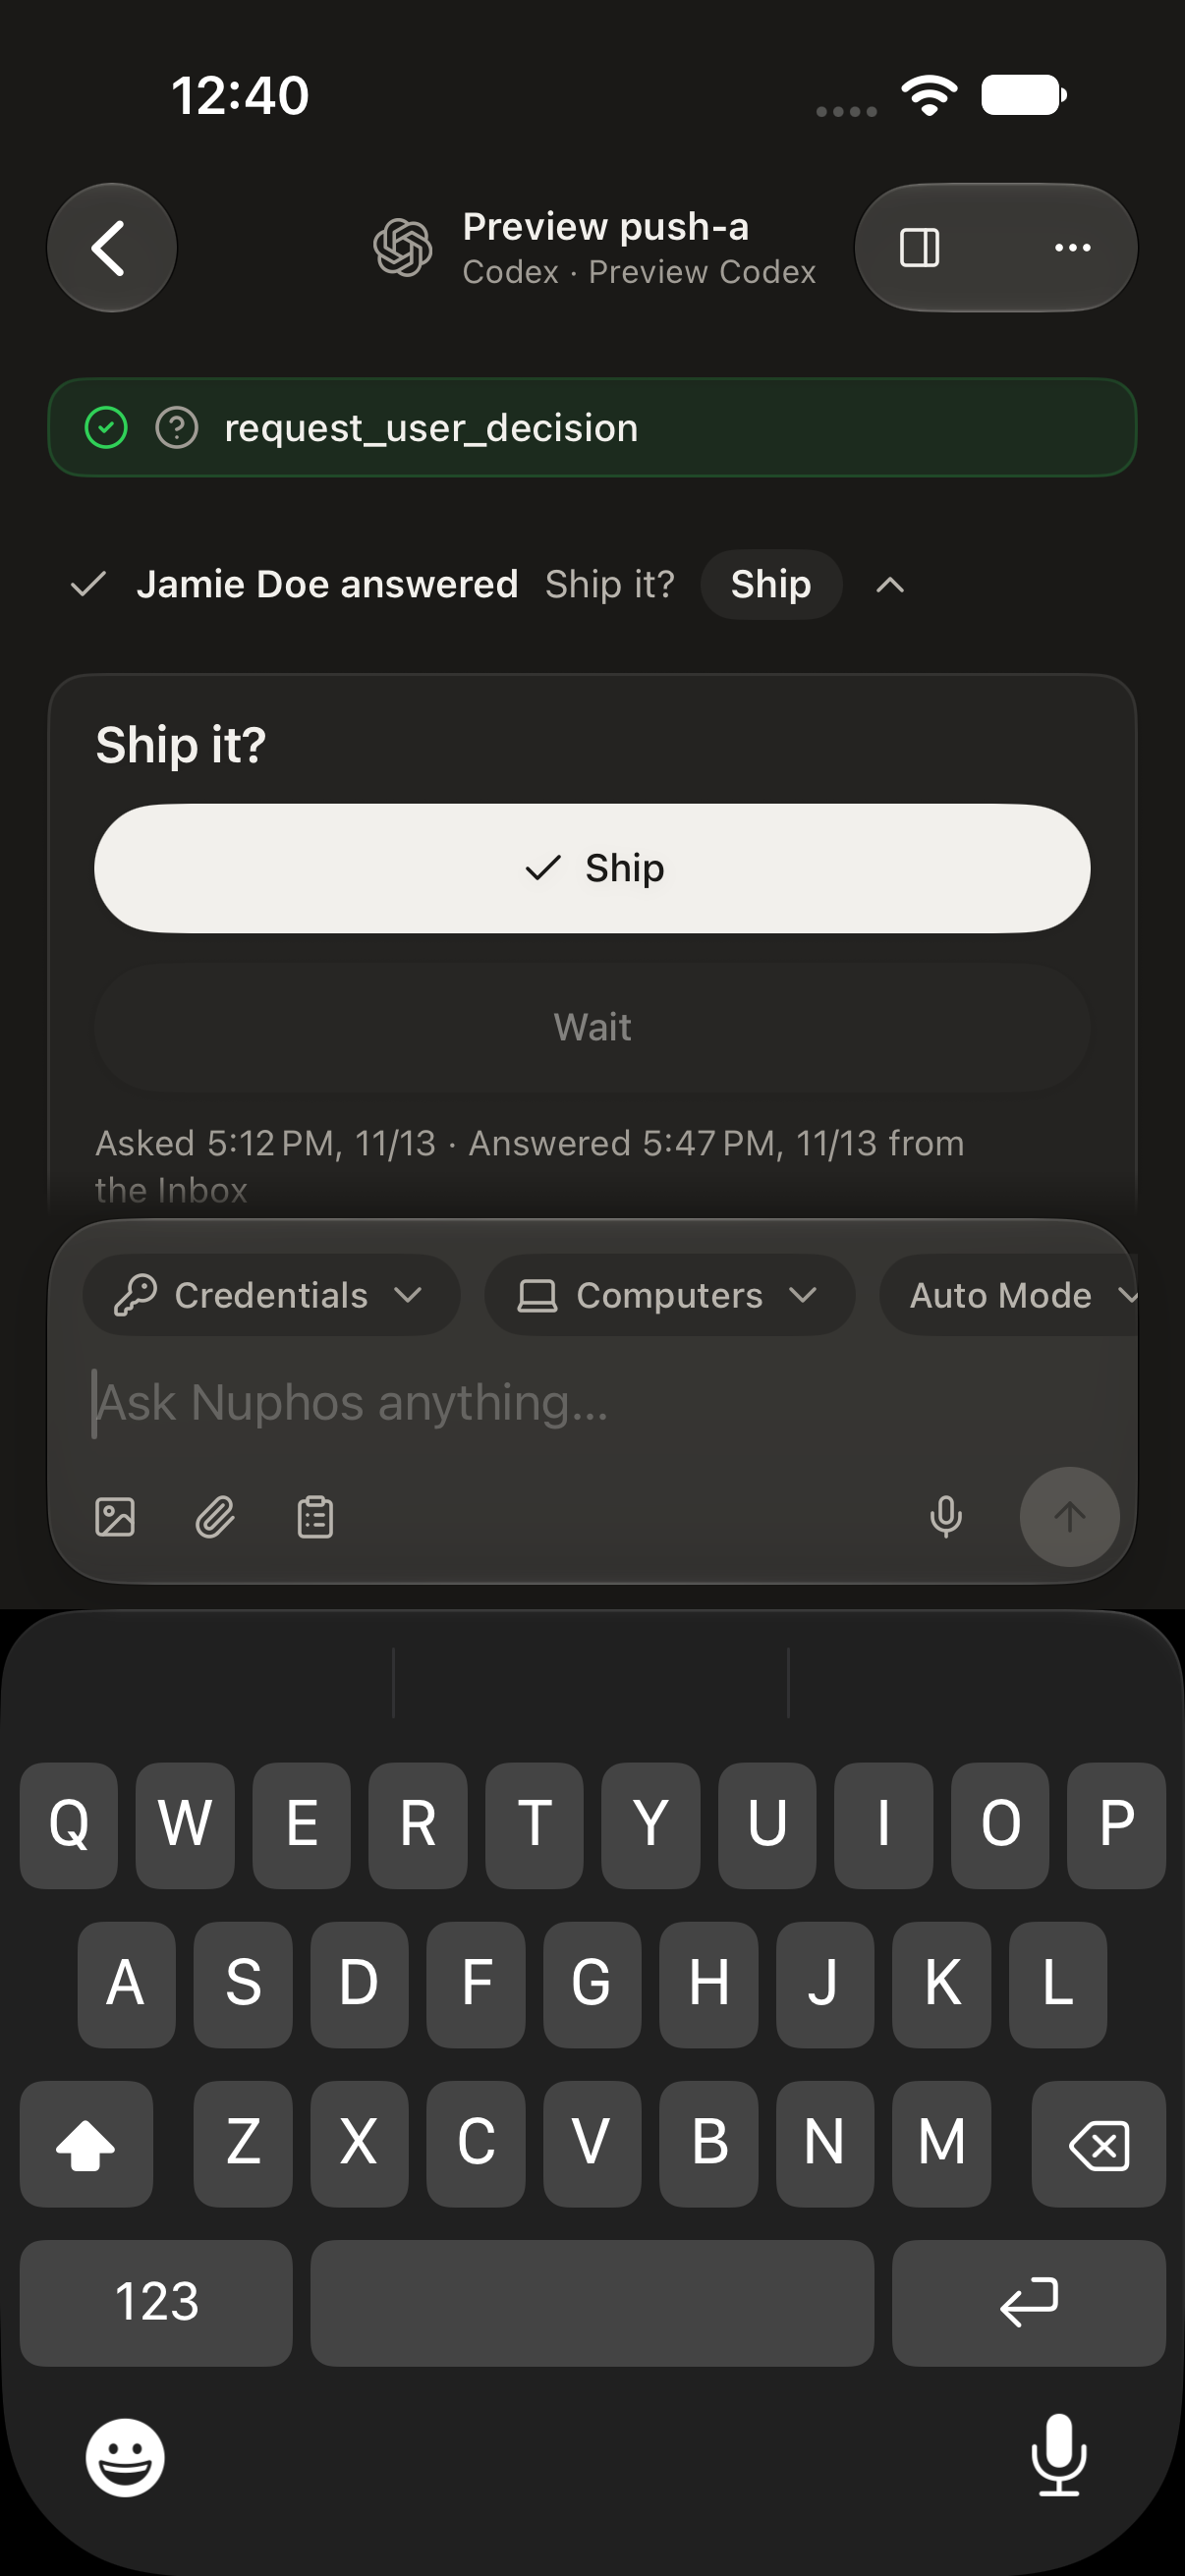 12:40
Preview push-a
Codex · Preview Codex
request_user_decision
Jamie Doe answered Ship it? Ship
Ship it?
Ship
Wait
Asked 5:12 PM, 11/13 · Answered 5:47 PM, 11/13 from
the Inbox
Credentials Computers Auto Mode
Ask Nuphos anything...
Q W E R T Y U I O P
A S D F G H J K L
Z X C V B N M
123